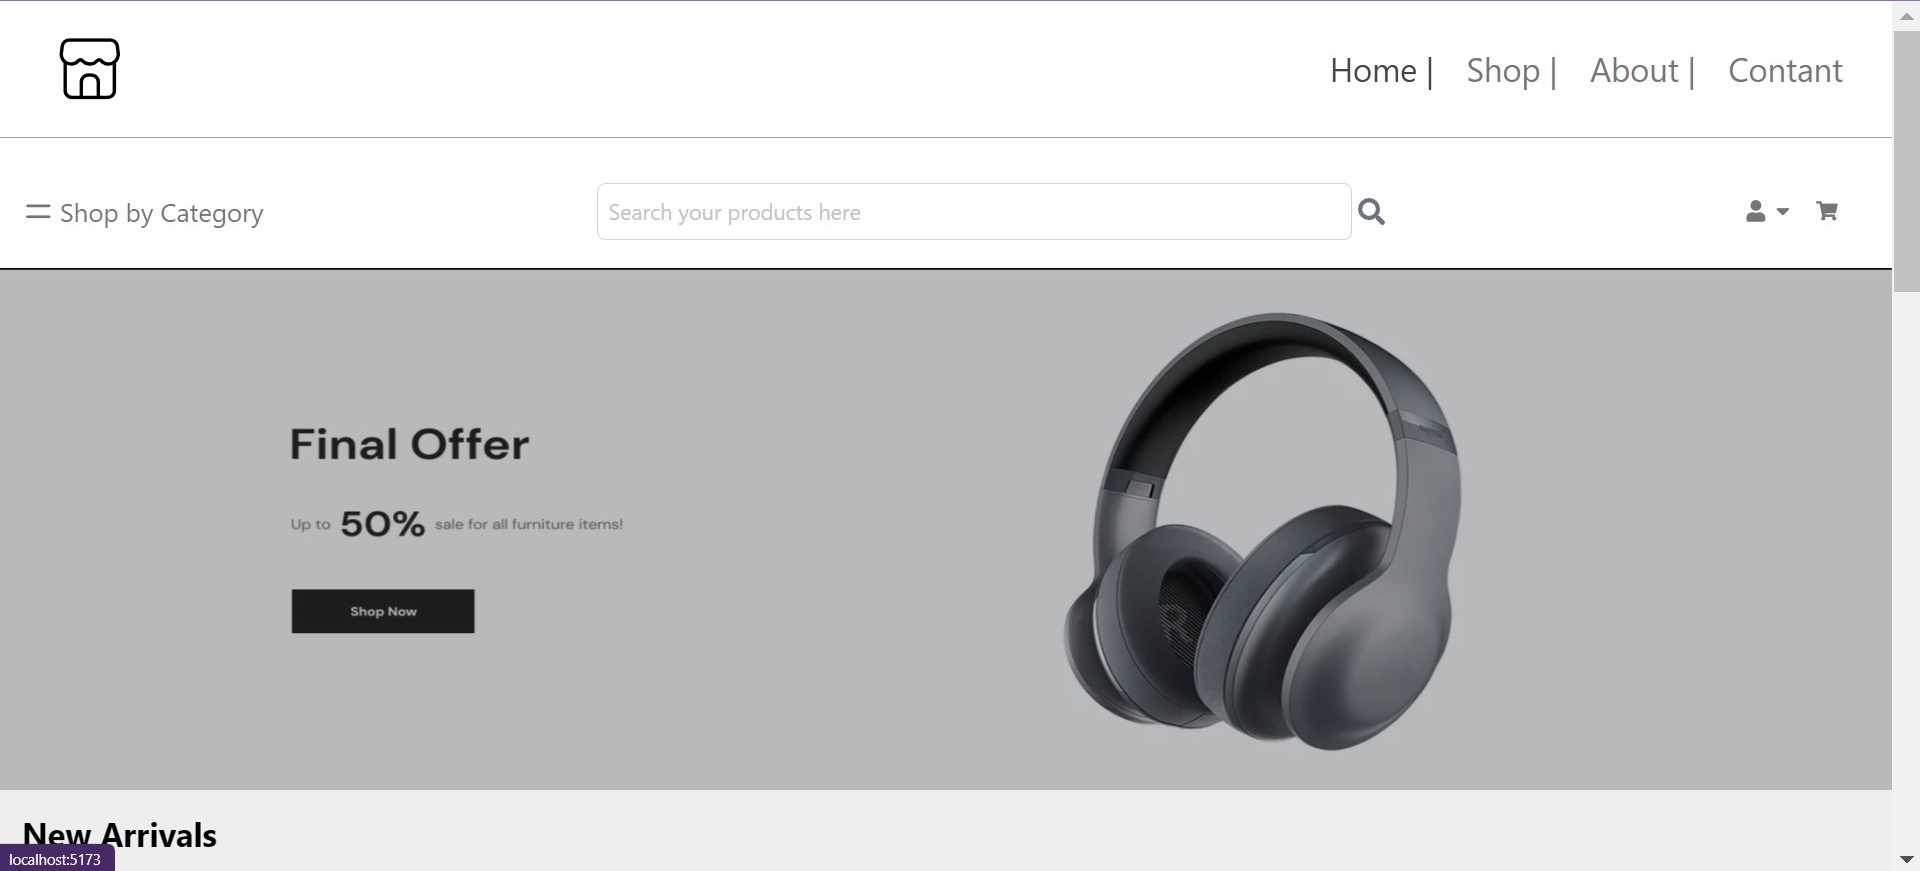 Home | Shop | About | Contant
Shop by Category
Search your products here
Final Offer
Up to 50% sale for all furniture items!
Shop Now
R
New Arrivals
localhost:5173